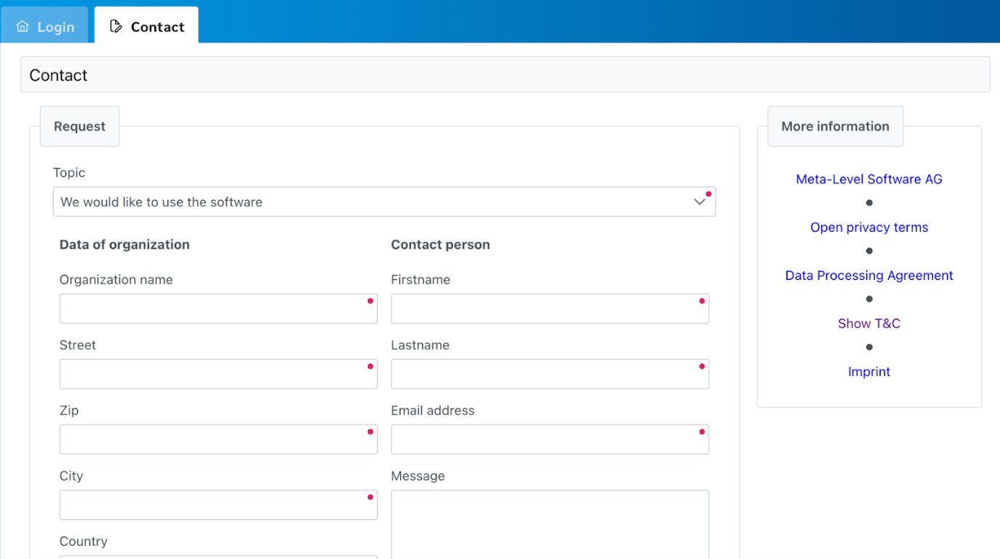 Login
Contact
Contact
Request
Topic
We would like to use the software
Data of organization
Organization name
Street
Zip
City
Country
Contact person
Firstname
Lastname
Email address
Message
More information
Meta-Level Software AG
Open privacy terms
Data Processing Agreement
Show T&C
Imprint